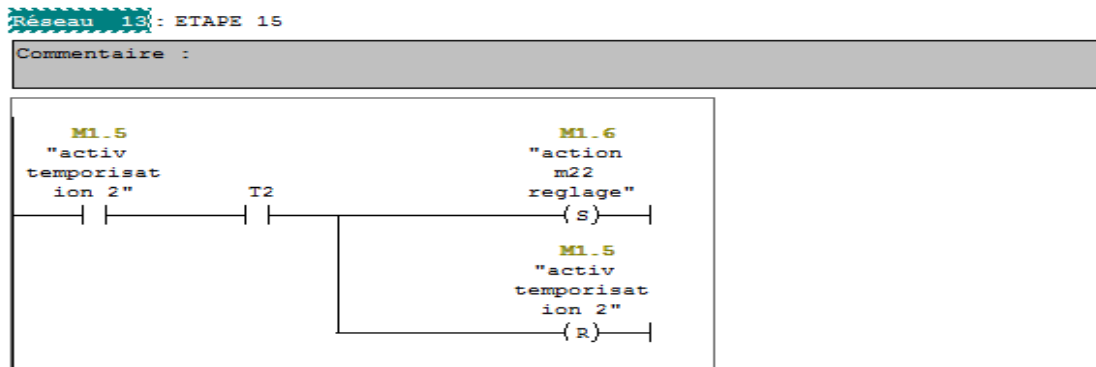 Réseau 13 : ETAPE 15
Commentaire :
M1.5
"activ
temporisat
ion 2"
T2
M1.6
"action
m22
reglage"
S
M1.5
"activ
temporisat
ion 2"
R